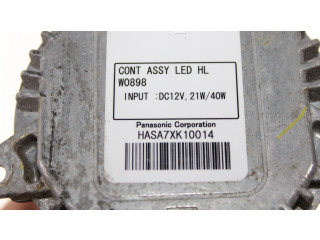 CONT ASSY LED HL
W0898
INPUT :DC12V,21W/40W
Panasonic Corporation
HASA7XK10014